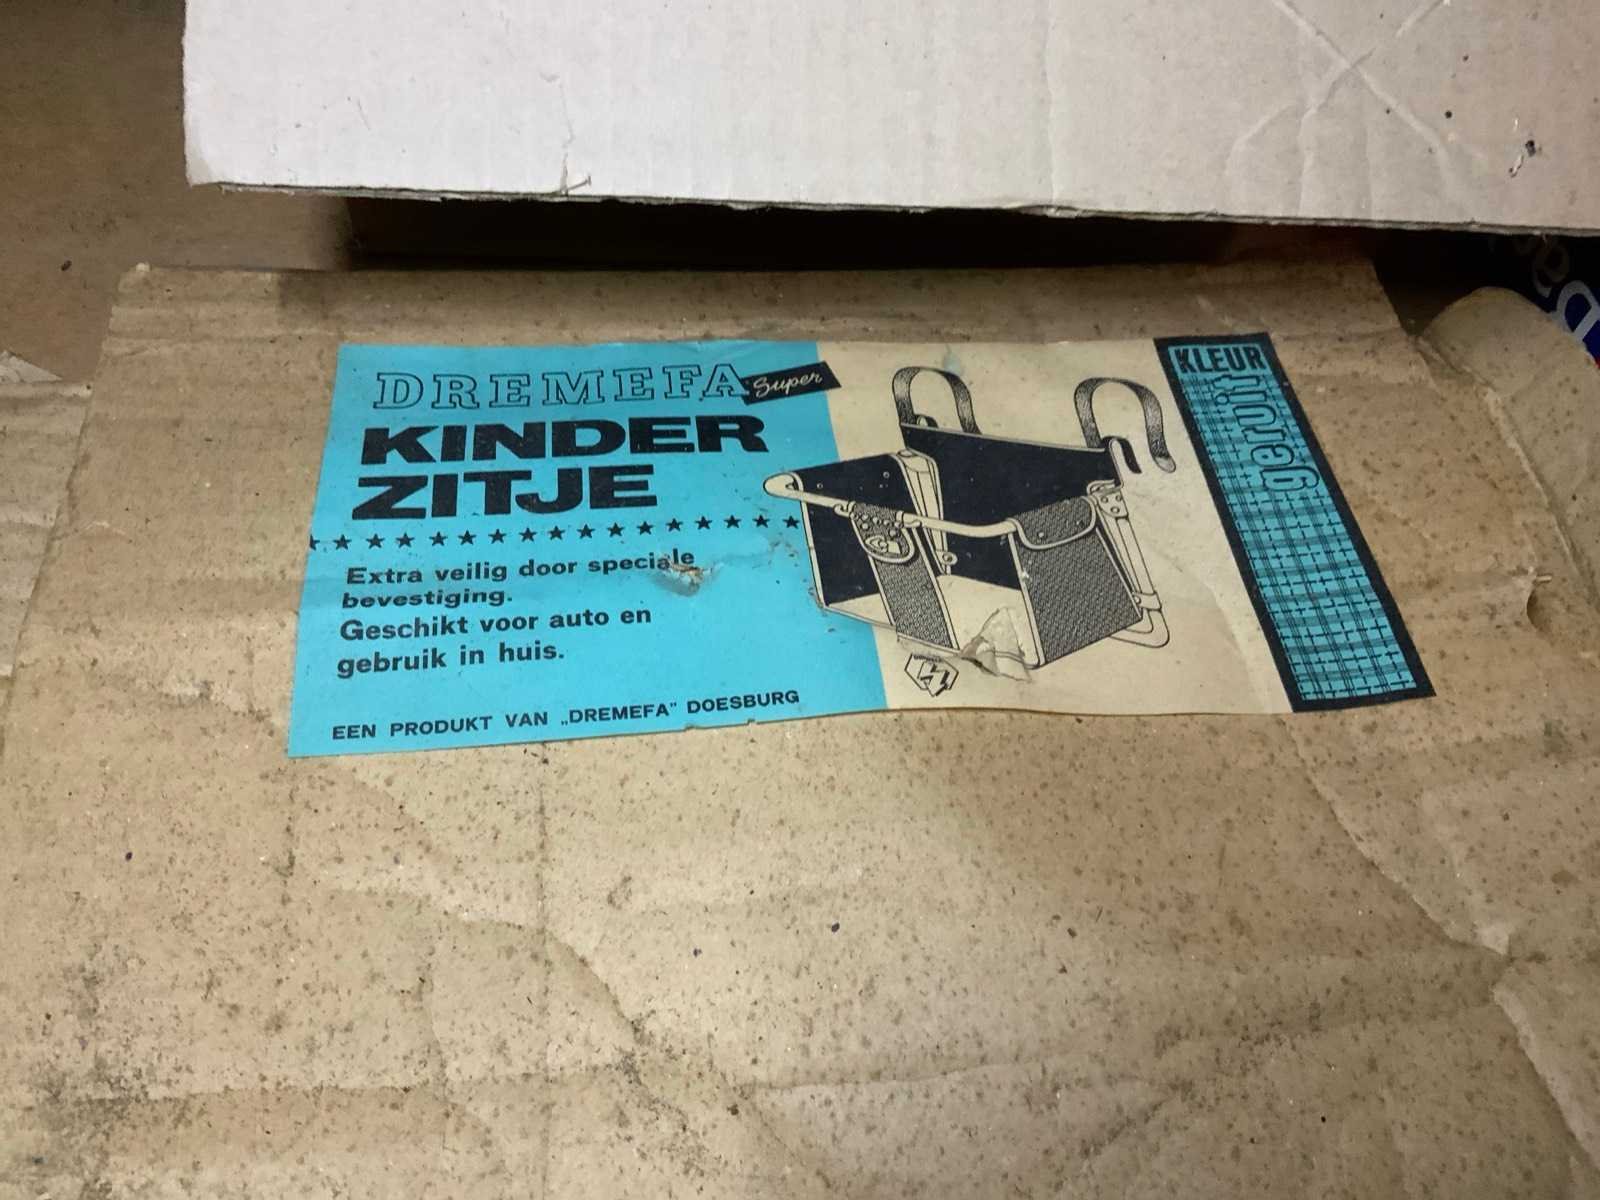 DREMEFA Super
KINDER
ZITJE
Extra veilig door speciale
bevestiging.
Geschikt voor auto en
gebruik in huis.
EEN PRODUKT VAN „DREMEFA” DOESBURG
KLEUR
geruit